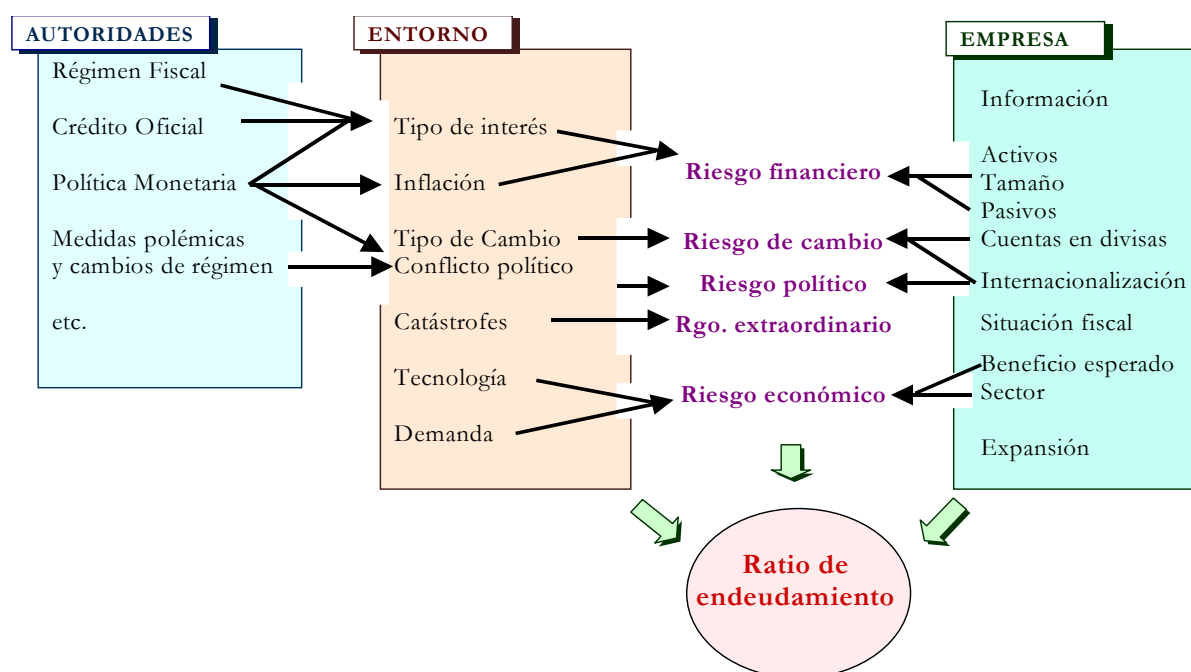 AUTORIDADES
Régimen Fiscal
Crédito Oficial
Política Monetaria
Medidas polémicas
y cambios de régimen
etc.
ENTORNO
Tipo de interés
Inflación
Tipo de Cambio
Conflicto político
Catástrofes
Tecnología
Demanda
Riesgo financiero
Riesgo de cambio
Riesgo político
Rgo. extraordinario
Riesgo económico
EMPRESA
Información
Activos
Tamaño
Pasivos
Cuentas en divisas
Internacionalización
Situación fiscal
Beneficio esperado
Sector
Expansión
Ratio de
endeudamiento